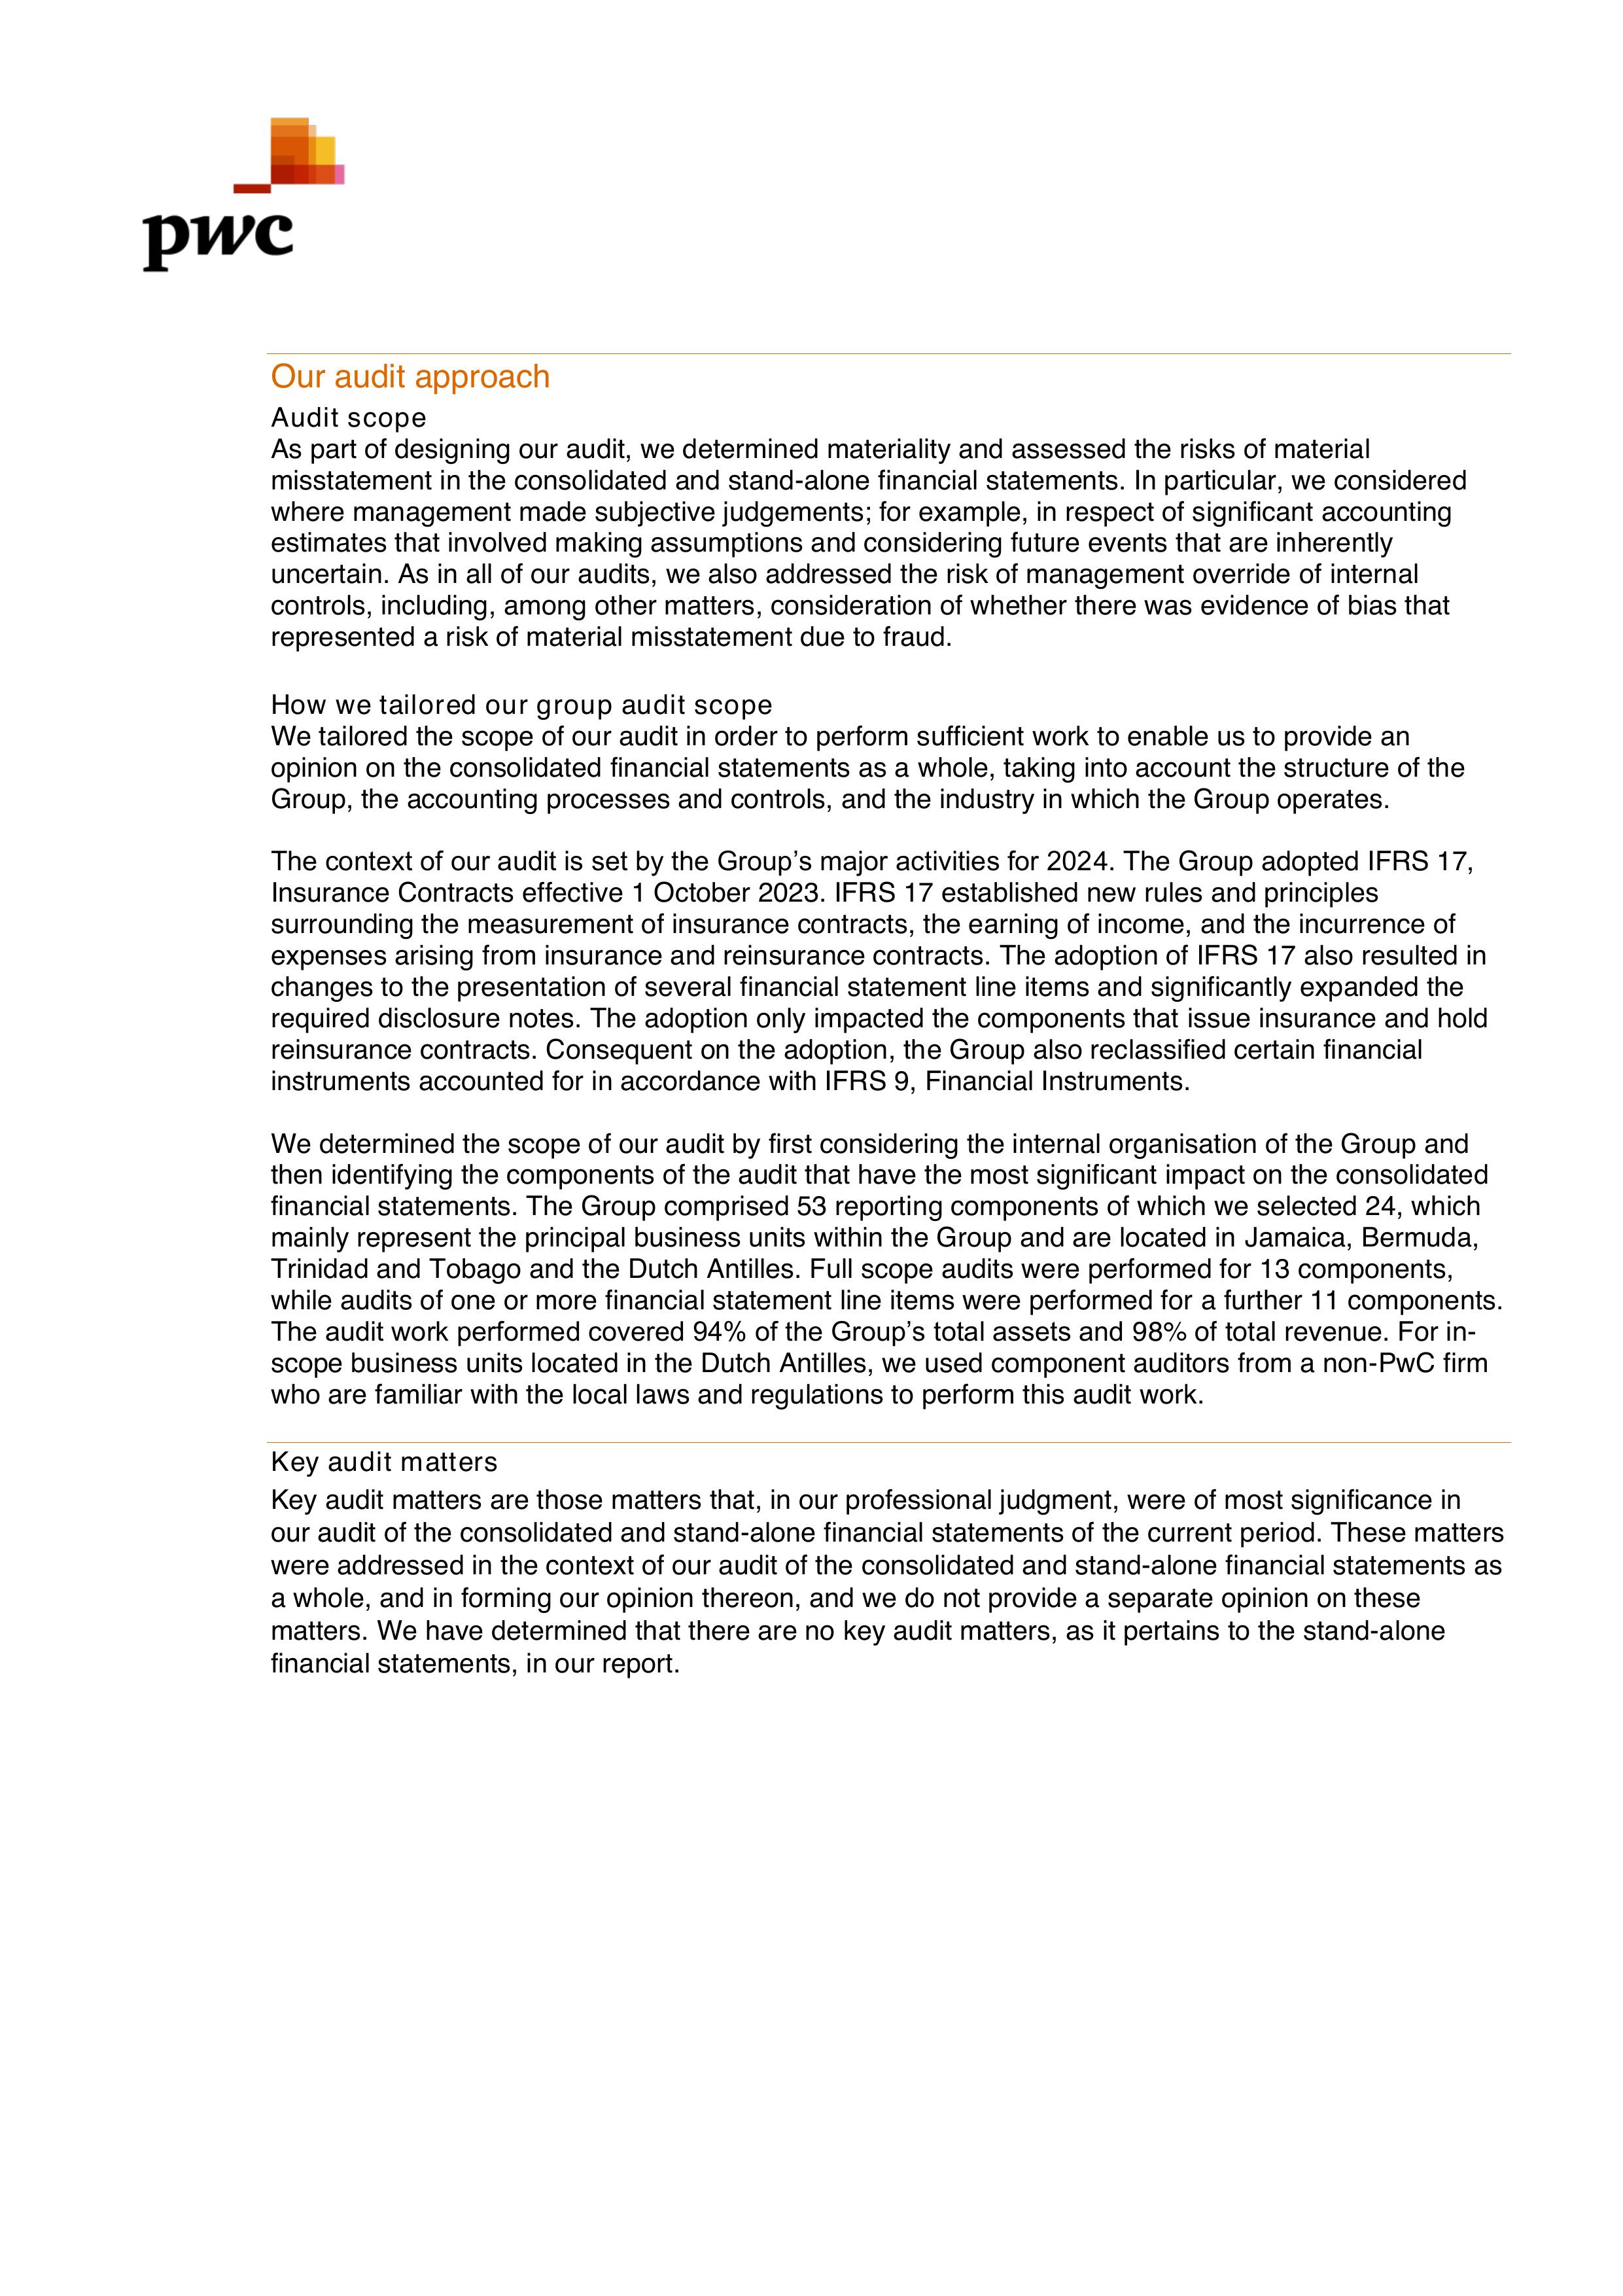 pwc
Our audit approach
Audit scope
As part of designing our audit, we determined materiality and assessed the risks of material
misstatement in the consolidated and stand-alone financial statements. In particular, we considered
where management made subjective judgements; for example, in respect of significant accounting
estimates that involved making assumptions and considering future events that are inherently
uncertain. As in all of our audits, we also addressed the risk of management override of internal
controls, including, among other matters, consideration of whether there was evidence of bias that
represented a risk of material misstatement due to fraud.
How we tailored our group audit scope
We tailored the scope of our audit in order to perform sufficient work to enable us to provide an
opinion on the consolidated financial statements as a whole, taking into account the structure of the
Group, the accounting processes and controls, and the industry in which the Group operates.
The context of our audit is set by the Group’s major activities for 2024. The Group adopted IFRS 17,
Insurance Contracts effective 1 October 2023. IFRS 17 established new rules and principles
surrounding the measurement of insurance contracts, the earning of income, and the incurrence of
expenses arising from insurance and reinsurance contracts. The adoption of IFRS 17 also resulted in
changes to the presentation of several financial statement line items and significantly expanded the
required disclosure notes. The adoption only impacted the components that issue insurance and hold
reinsurance contracts. Consequent on the adoption, the Group also reclassified certain financial
instruments accounted for in accordance with IFRS 9, Financial Instruments.
We determined the scope of our audit by first considering the internal organisation of the Group and
then identifying the components of the audit that have the most significant impact on the consolidated
financial statements. The Group comprised 53 reporting components of which we selected 24, which
mainly represent the principal business units within the Group and are located in Jamaica, Bermuda,
Trinidad and Tobago and the Dutch Antilles. Full scope audits were performed for 13 components,
while audits of one or more financial statement line items were performed for a further 11 components.
The audit work performed covered 94% of the Group’s total assets and 98% of total revenue. For in-
scope business units located in the Dutch Antilles, we used component auditors from a non-PwC firm
who are familiar with the local laws and regulations to perform this audit work.
Key audit matters
Key audit matters are those matters that, in our professional judgment, were of most significance in
our audit of the consolidated and stand-alone financial statements of the current period. These matters
were addressed in the context of our audit of the consolidated and stand-alone financial statements as
a whole, and in forming our opinion thereon, and we do not provide a separate opinion on these
matters. We have determined that there are no key audit matters, as it pertains to the stand-alone
financial statements, in our report.